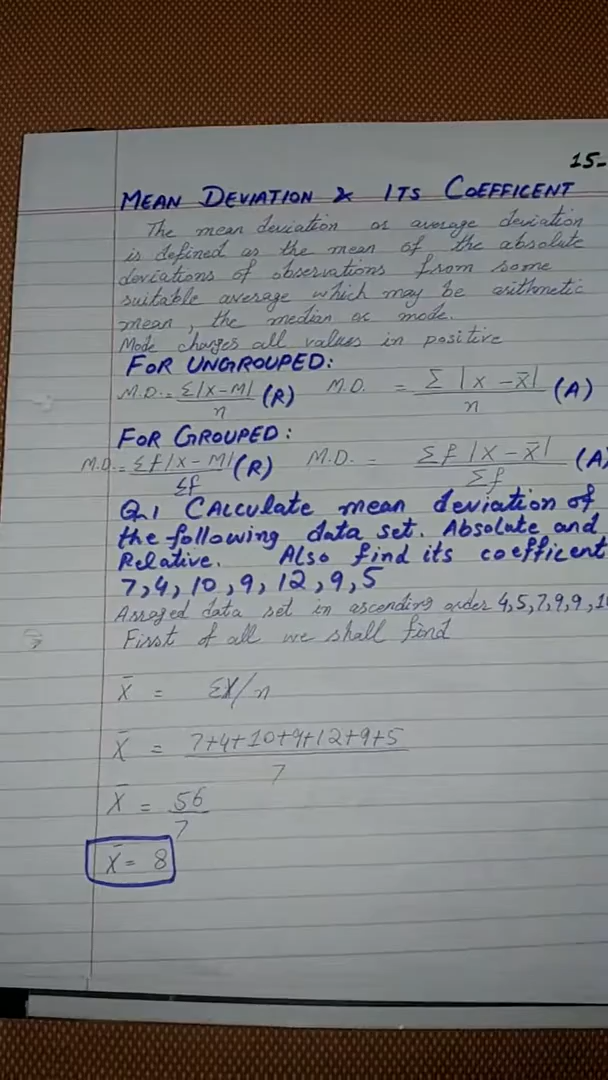 15-
MEAN DEVIATION & ITS COEFFICENT
The mean deviation or average deviation
is defined as the mean of the absolute
deviations of observations from some
suitable average which may be arithmetic
mean, the median or mode.
Mode changes all values in positive
FOR UNGROUPED:
M.D. = Σ|X-M|/n (R) M.D. = Σ|X-X̄|/n (A)
FOR GROUPED:
M.D. = Σf|X-M|/Σf (R) M.D. = Σf|X-X̄|/Σf (A)
Q.1 CALCULATE mean deviation of
the following data set. Absolute and
Relative. Also find its coefficent
7,4,10,9,12,9,5
Arraged data set in ascending order 4,5,7,9,9,1
First of all we shall find
X̄ = ΣX/n
X̄ = 7+4+10+9+12+9+5
7
X̄ = 56
7
X̄ = 8